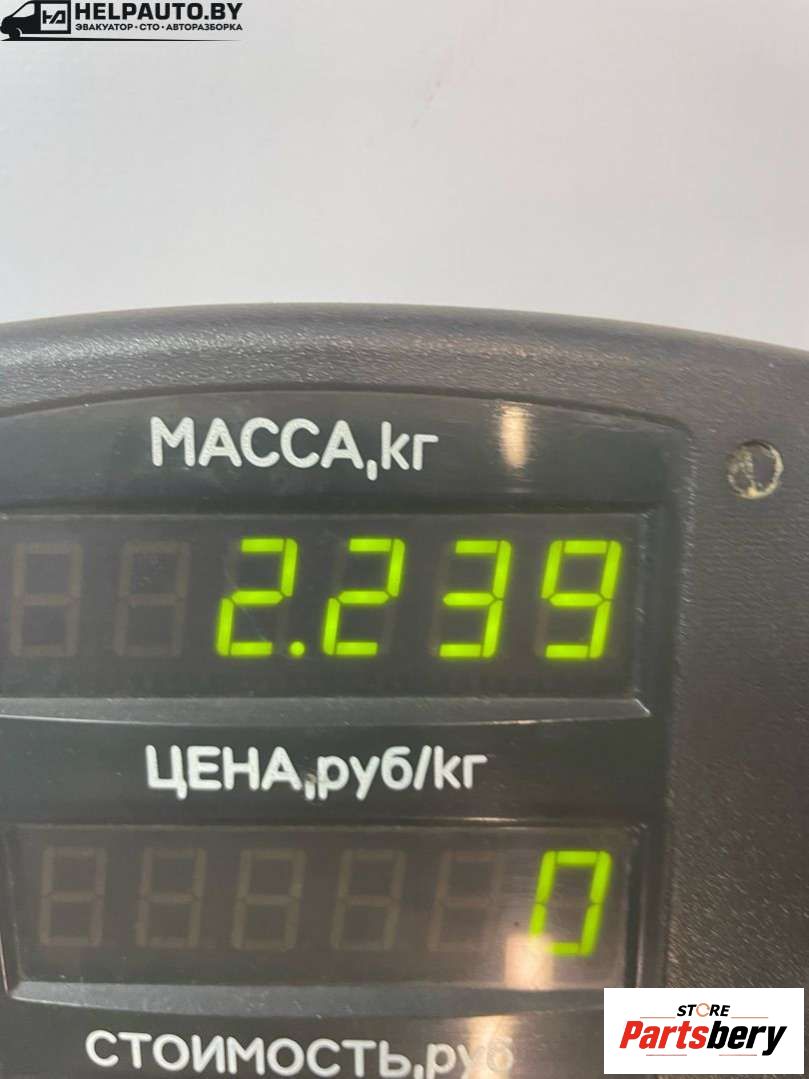 HELPAUTO.BY
ЭВАКУАТОР·СТО·АВТОРАЗБОРКА
МАССА,кг
2.239
ЦЕНА,руб/кг
0
СТОИМОСТЬ,руб
STORE
Partsbery